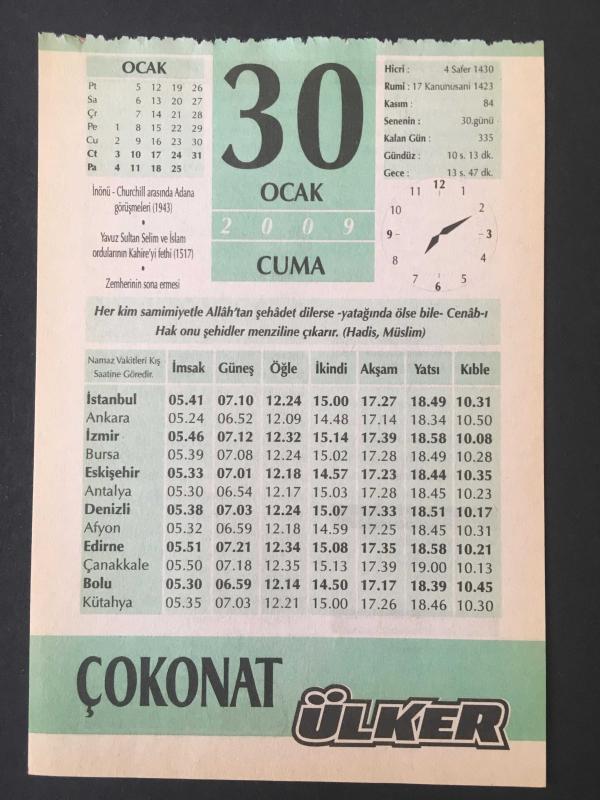 OCAK
Pt 5 12 19 26
Sa 6 13 20 27
Çr 7 14 21 28
Pe 1 8 15 22 29
Cu 2 9 16 23 30
Ct 3 10 17 24 31
Pa 4 11 18 25
İnönü - Churchill arasında Adana
görüşmeleri (1943)
•
Yavuz Sultan Selim ve İslam
ordularının Kahire'yi fethi (1517)
•
Zemherinin sona ermesi
30
OCAK
2009
CUMA
Hicri : 4 Safer 1430
Rumi : 17 Kanunusani 1423
Kasım : 84
Senenin : 30.günü
Kalan Gün : 335
Gündüz : 10 s. 13 dk.
Gece : 13 s. 47 dk.
12
11 1
10 2
9 3
8 4
7 5
6
Her kim samimiyetle Allâh'tan şehâdet dilerse -yatağında ölse bile- Cenâb-ı
Hak onu şehidler menziline çıkarır. (Hadis, Müslim)
Namaz Vakitleri Kış
Saatine Göredir.
İmsak Güneş Öğle İkindi Akşam Yatsı Kıble
İstanbul 05.41 07.10 12.24 15.00 17.27 18.49 10.31
Ankara 05.24 06.52 12.09 14.48 17.14 18.34 10.50
İzmir 05.46 07.12 12.32 15.14 17.39 18.58 10.08
Bursa 05.39 07.08 12.24 15.02 17.28 18.49 10.28
Eskişehir 05.33 07.01 12.18 14.57 17.23 18.44 10.35
Antalya 05.30 06.54 12.17 15.03 17.28 18.45 10.23
Denizli 05.38 07.03 12.24 15.07 17.33 18.51 10.17
Afyon 05.32 06.59 12.18 14.59 17.25 18.45 10.31
Edirne 05.51 07.21 12.34 15.08 17.35 18.58 10.21
Çanakkale 05.50 07.18 12.35 15.13 17.39 19.00 10.13
Bolu 05.30 06.59 12.14 14.50 17.17 18.39 10.45
Kütahya 05.35 07.03 12.21 15.00 17.26 18.46 10.30
ÇOKONAT
ÜLKER